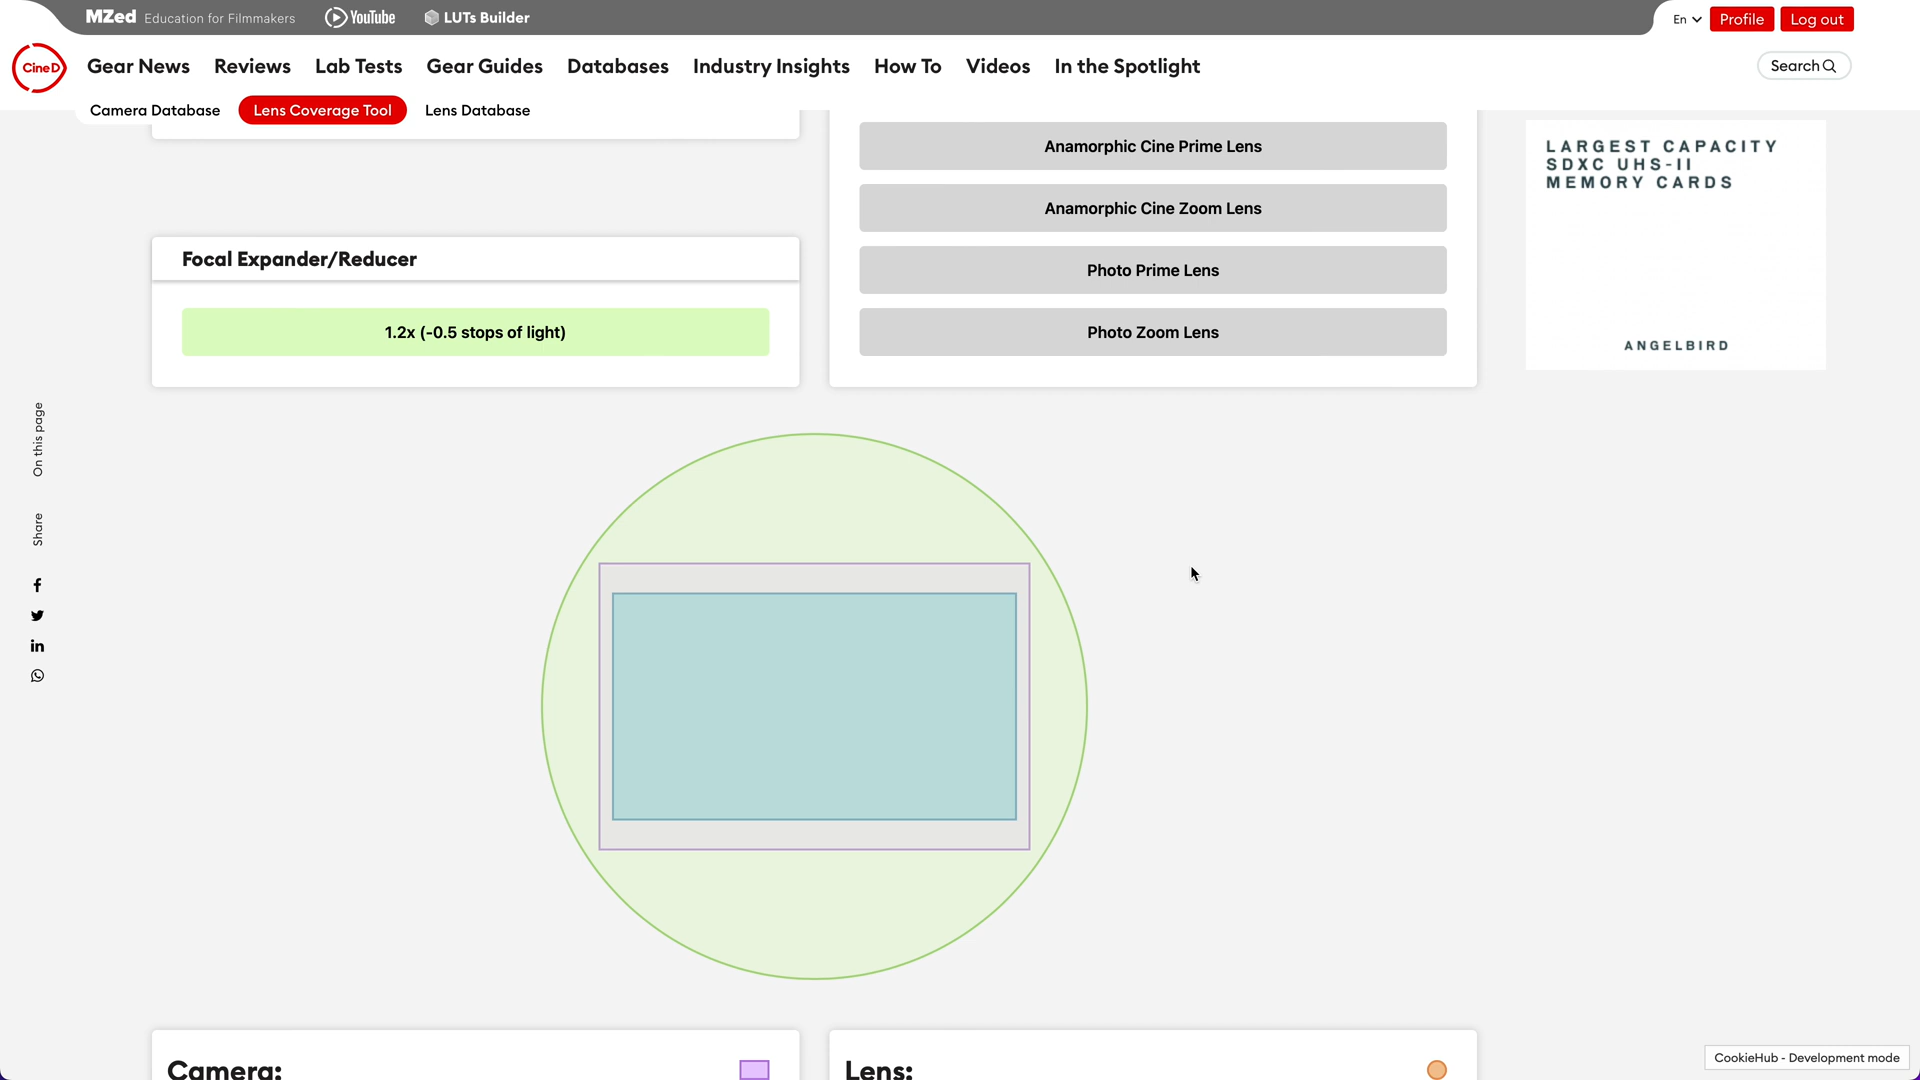 MZed Education for Filmmakers
YouTube
LUTs Builder
En
Profile
Log out
CineD
Gear News
Reviews
Lab Tests
Gear Guides
Databases
Industry Insights
How To
Videos
In the Spotlight
Search
Camera Database
Lens Coverage Tool
Lens Database
Anamorphic Cine Prime Lens
Anamorphic Cine Zoom Lens
Photo Prime Lens
Photo Zoom Lens
Focal Expander/Reducer
1.2x (-0.5 stops of light)
LARGEST CAPACITY
SDXC UHS-II
MEMORY CARDS
ANGELBIRD
On this page
Share
Camera:
Lens:
CookieHub - Development mode